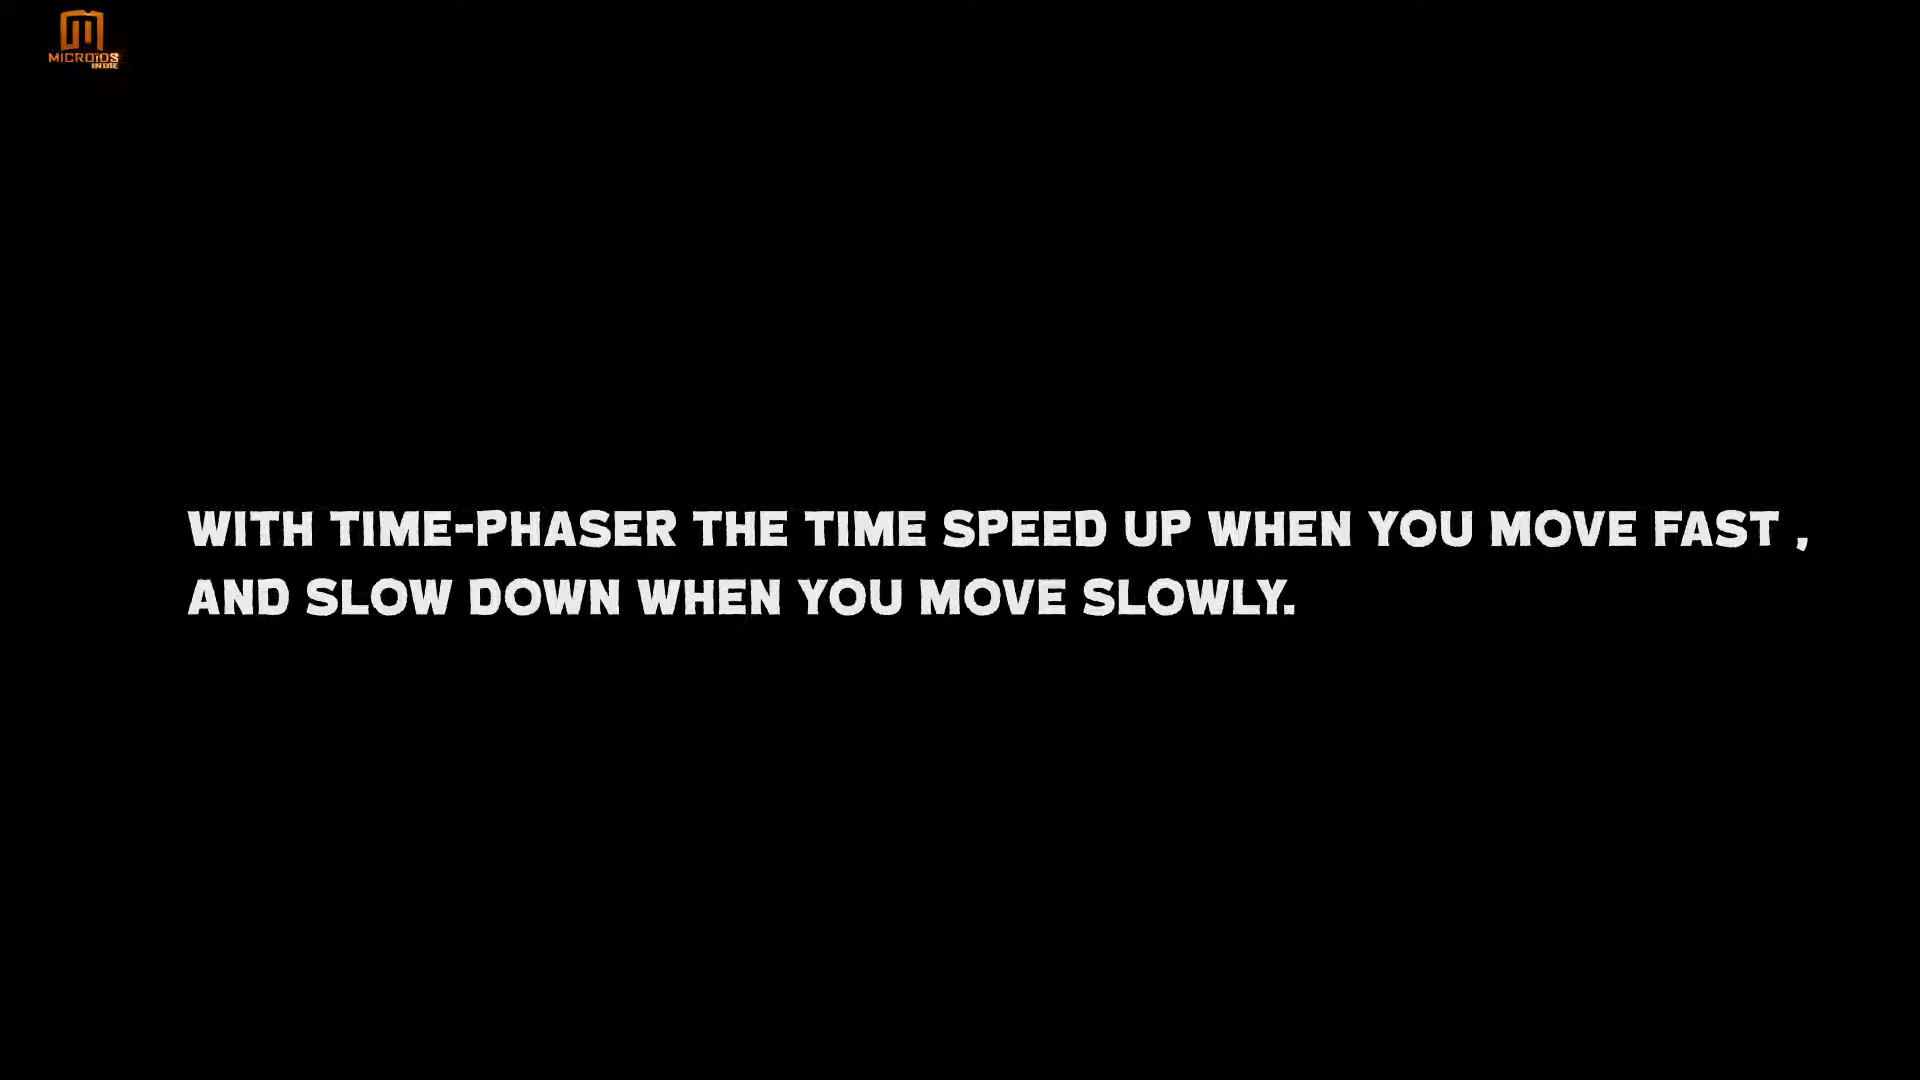 MICROIDS
INDIE
WITH TIME-PHASER THE TIME SPEED UP WHEN YOU MOVE FAST ,
AND SLOW DOWN WHEN YOU MOVE SLOWLY.